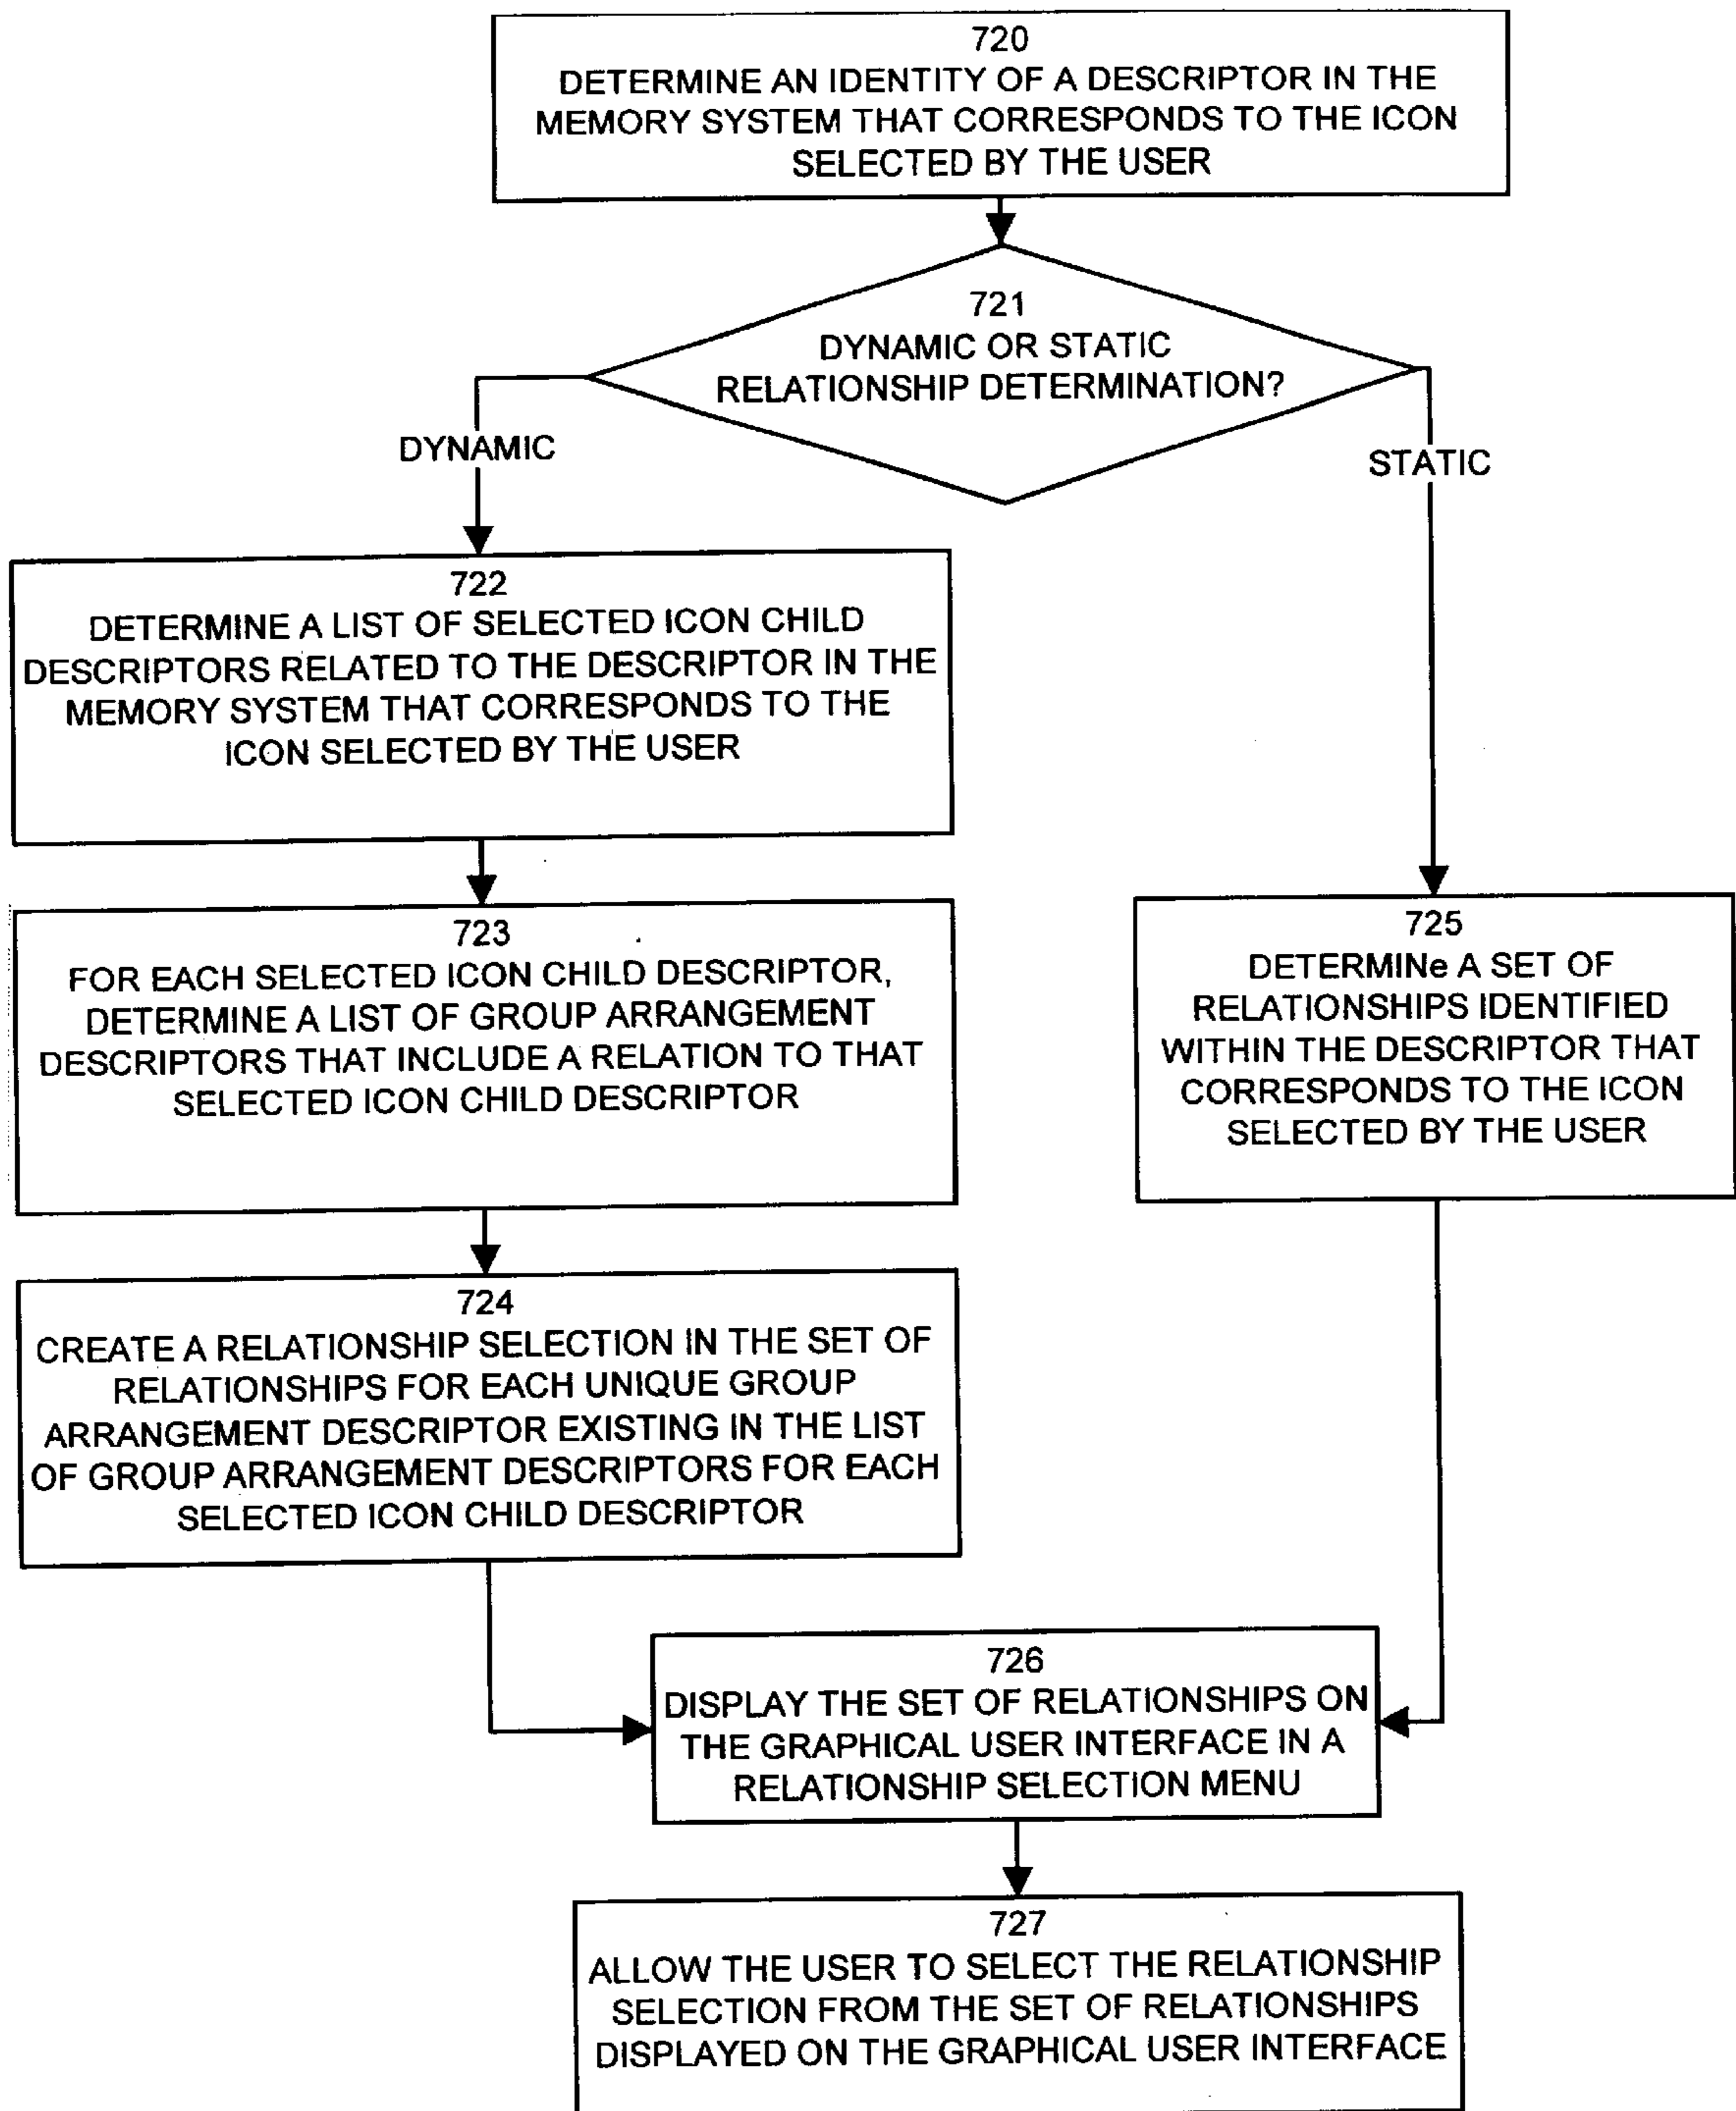 720
DETERMINE AN IDENTITY OF A DESCRIPTOR IN THE
MEMORY SYSTEM THAT CORRESPONDS TO THE ICON
SELECTED BY THE USER
721
DYNAMIC OR STATIC
RELATIONSHIP DETERMINATION?
DYNAMIC
STATIC
722
DETERMINE A LIST OF SELECTED ICON CHILD
DESCRIPTORS RELATED TO THE DESCRIPTOR IN THE
MEMORY SYSTEM THAT CORRESPONDS TO THE
ICON SELECTED BY THE USER
723
FOR EACH SELECTED ICON CHILD DESCRIPTOR,
DETERMINE A LIST OF GROUP ARRANGEMENT
DESCRIPTORS THAT INCLUDE A RELATION TO THAT
SELECTED ICON CHILD DESCRIPTOR
725
DETERMINe A SET OF
RELATIONSHIPS IDENTIFIED
WITHIN THE DESCRIPTOR THAT
CORRESPONDS TO THE ICON
SELECTED BY THE USER
724
CREATE A RELATIONSHIP SELECTION IN THE SET OF
RELATIONSHIPS FOR EACH UNIQUE GROUP
ARRANGEMENT DESCRIPTOR EXISTING IN THE LIST
OF GROUP ARRANGEMENT DESCRIPTORS FOR EACH
SELECTED ICON CHILD DESCRIPTOR
726
DISPLAY THE SET OF RELATIONSHIPS ON
THE GRAPHICAL USER INTERFACE IN A
RELATIONSHIP SELECTION MENU
727
ALLOW THE USER TO SELECT THE RELATIONSHIP
SELECTION FROM THE SET OF RELATIONSHIPS
DISPLAYED ON THE GRAPHICAL USER INTERFACE